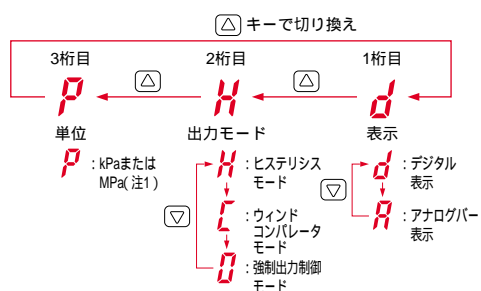 △ キーで切り換え
3桁目
2桁目
1桁目
P
△
H
△
d
単位
出力モード
表示
P : kPaまたは
MPa( 注1 )
▽
H : ヒステリシス
モード
C : ウィンド
コンパレータ
モード
0 : 強制出力制御
モード
▽
d : デジタル
表示
A : アナログバー
表示